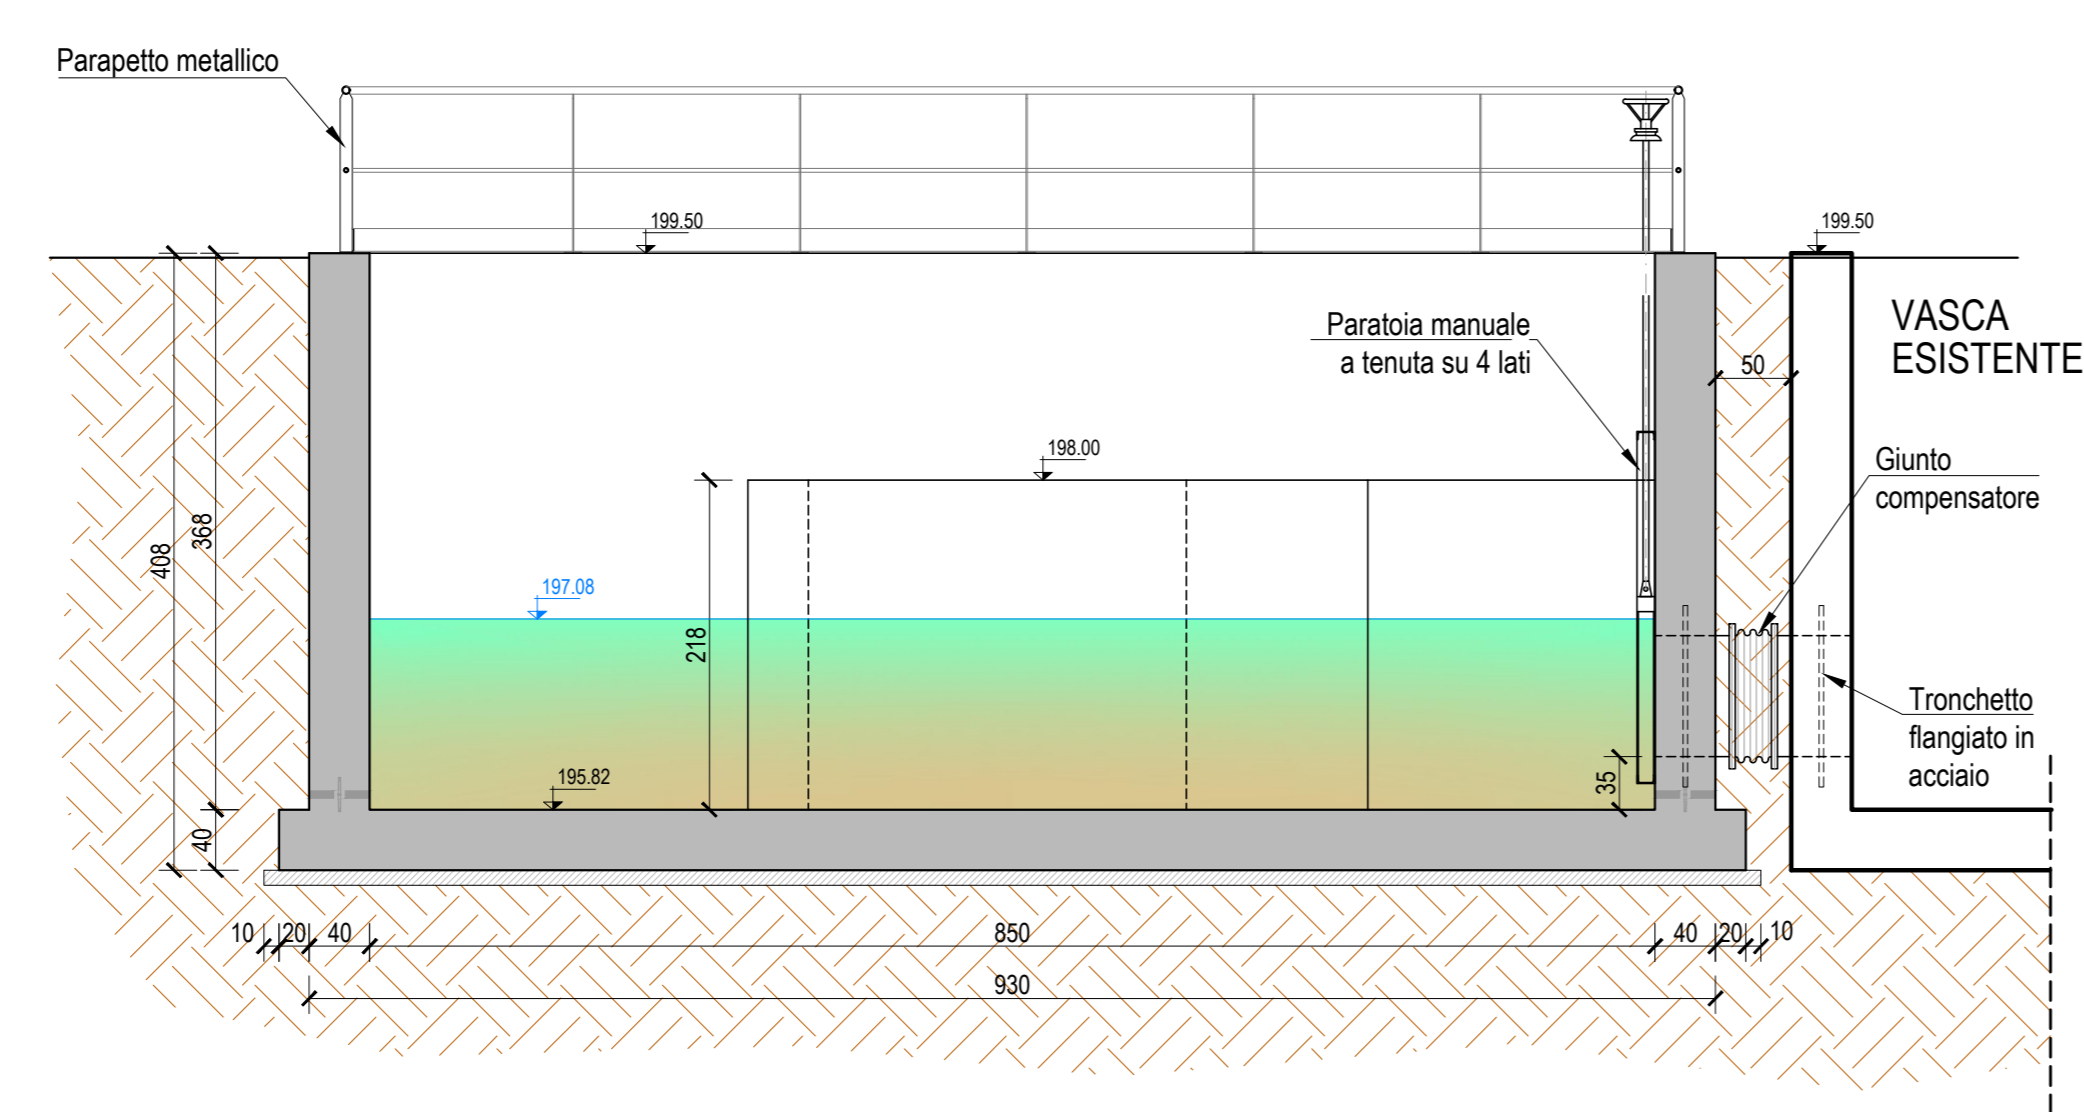 Parapetto metallico
199.50
199.50
VASCA
ESISTENTE
Paratoia manuale
a tenuta su 4 lati
50
198.00
Giunto
compensatore
368
408
197.08
218
Tronchetto
flangiato in
acciaio
195.82
35
40
10 20 40 850 40 20 10
930